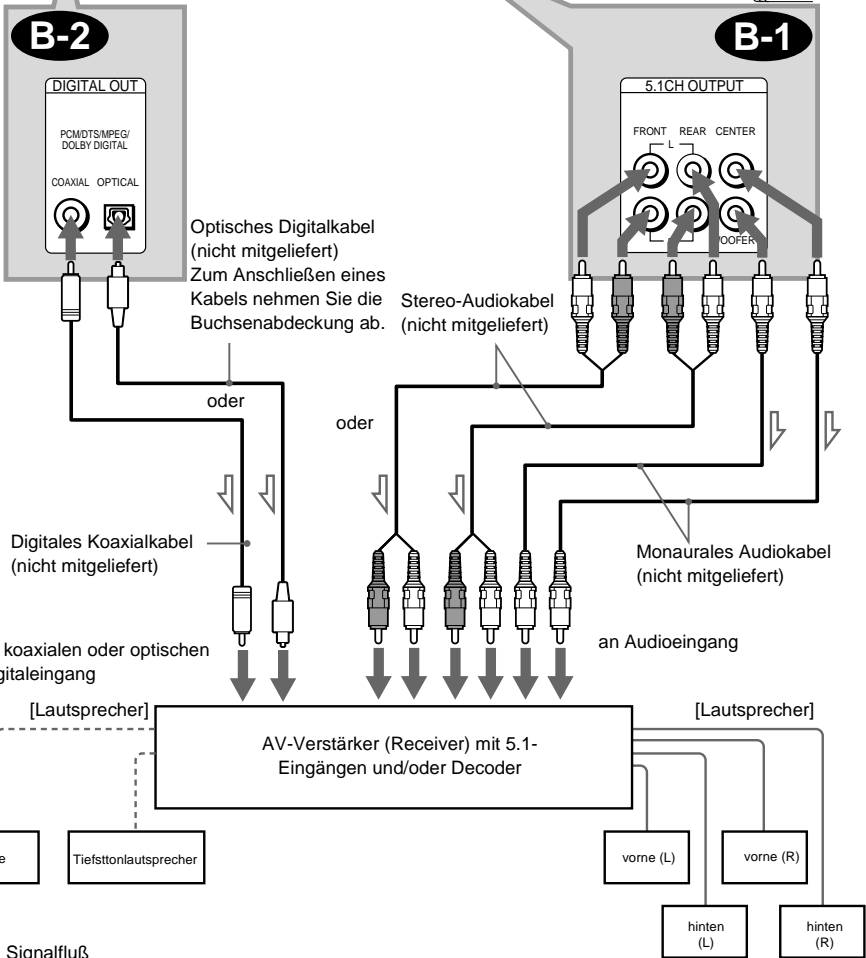 B-2
B-1
DIGITAL OUT
PCM/DTS/MPEG/
DOLBY DIGITAL
COAXIAL OPTICAL
5.1CH OUTPUT
FRONT REAR CENTER
L
Optisches Digitalkabel
(nicht mitgeliefert)
Zum Anschließen eines
Kabels nehmen Sie die
Buchsenabdeckung ab.
Stereo-Audiokabel
(nicht mitgeliefert)
oder
oder
Digitales Koaxialkabel
(nicht mitgeliefert)
Monaurales Audiokabel
(nicht mitgeliefert)
koaxialen oder optischen
an Audioeingang
[Lautsprecher]
[Lautsprecher]
AV-Verstärker (Receiver) mit 5.1-
Eingängen und/oder Decoder
Tiefsttonlautsprecher
vorne (L)
vorne (R)
hinten
(L)
hinten
(R)
Signalfluß